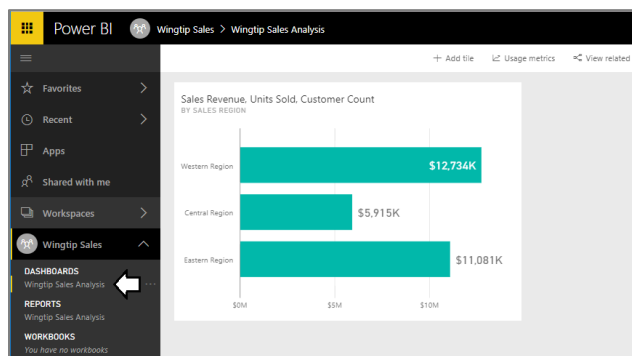 Power BI
Wingtip Sales > Wingtip Sales Analysis
+ Add tile
Usage metrics
View related
Favorites
Recent
Apps
Shared with me
Workspaces
Wingtip Sales
DASHBOARDS
Wingtip Sales Analysis ...
REPORTS
Wingtip Sales Analysis
WORKBOOKS
You have no workbooks
Sales Revenue, Units Sold, Customer Count
BY SALES REGION
Western Region
$12,734K
Central Region
$5,915K
Eastern Region
$11,081K
$0M
$5M
$10M